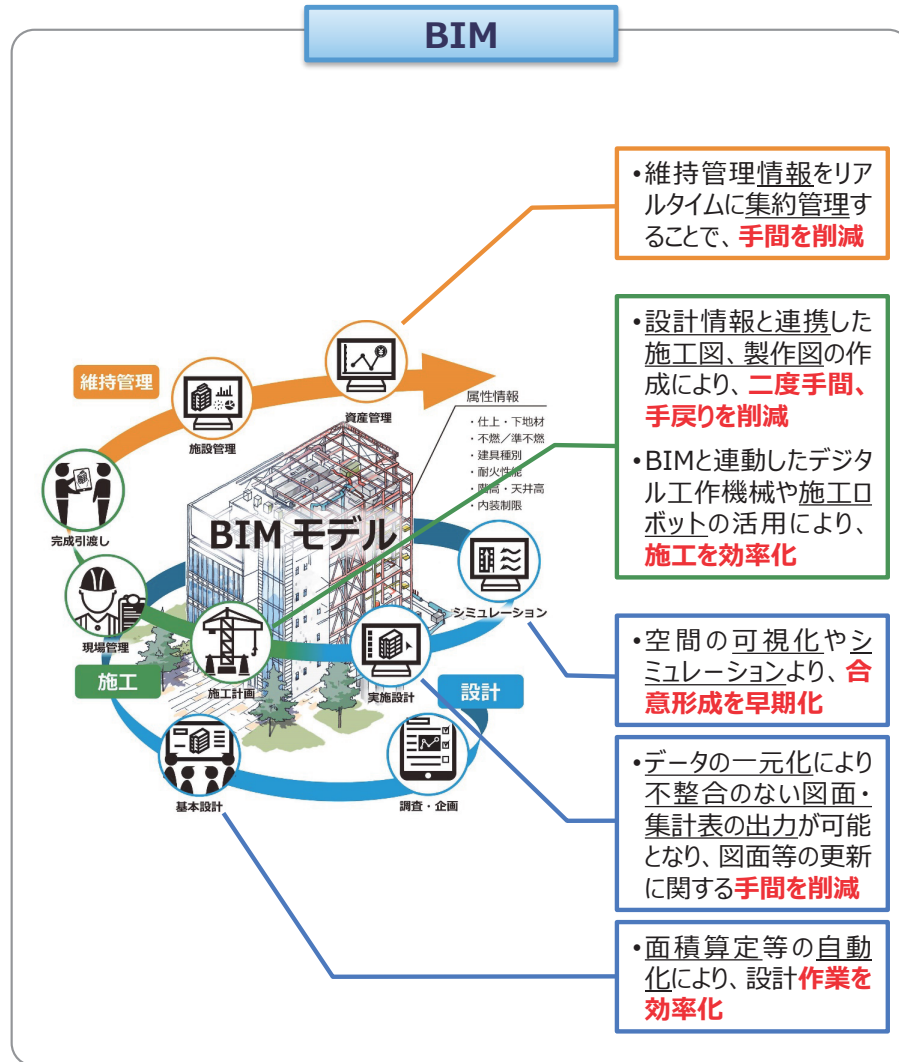 BIM
•維持管理情報をリア
ルタイムに集約管理す
ることで、手間を削減
•設計情報と連携した
施工図、製作図の作
成により、二度手間、
手戻りを削減
•BIMと連動したデジタ
ル工作機械や施工ロ
ボットの活用により、
施工を効率化
•空間の可視化やシ
ミュレーションより、合
意形成を早期化
•データの一元化により
不整合のない図面・
集計表の出力が可能
となり、図面等の更新
に関する手間を削減
•面積算定等の自動
化により、設計作業を
効率化
維持管理
資産管理
施設管理
属性情報
・仕上・下地材
・不燃／準不燃
・建具種別
・耐火性能
・階高・天井高
・内装制限
完成引渡し
BIM モデル
シミュレーション
現場管理
施工
施工計画
実施設計
設計
基本設計
調査・企画